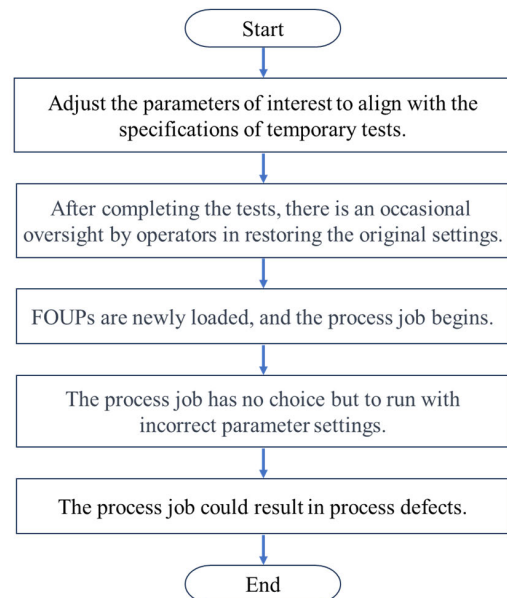 Start
Adjust the parameters of interest to align with the
specifications of temporary tests.
After completing the tests, there is an occasional
oversight by operators in restoring the original settings.
FOUPs are newly loaded, and the process job begins.
The process job has no choice but to run with
incorrect parameter settings.
The process job could result in process defects.
End